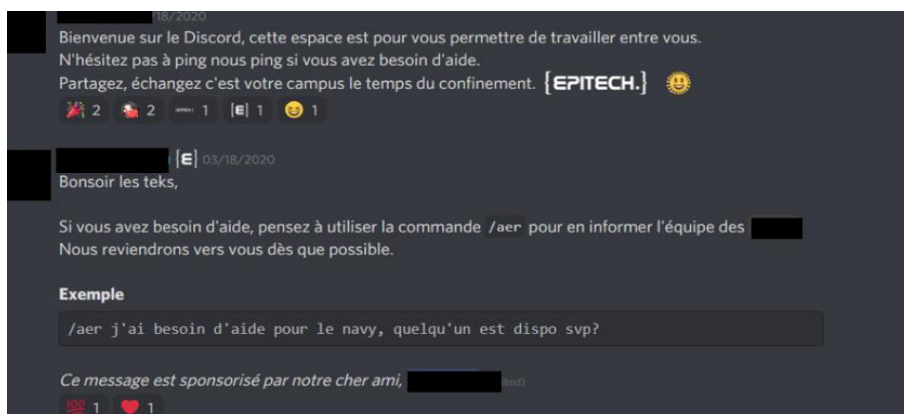 18/2020
Bienvenue sur le Discord, cette espace est pour vous permettre de travailler entre vous.
N'hésitez pas à ping nous ping si vous avez besoin d'aide.
Partagez, échangez c'est votre campus le temps du confinement. {EPITECH.}
2 2 1 {E} 1 1
{E} 03/18/2020
Bonsoir les teks,
Si vous avez besoin d'aide, pensez à utiliser la commande /aer pour en informer l'équipe des
Nous reviendrons vers vous dès que possible.
Exemple
/aer j'ai besoin d'aide pour le navy, quelqu'un est dispo svp?
Ce message est sponsorisé par notre cher ami,
100 1 1